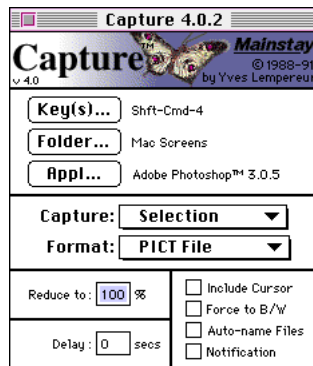 Capture 4.0.2
Capture™
Mainstay
v 4.0
© 1988-91
by Yves Lempereur
Key(s)... Shft-Cmd-4
Folder... Mac Screens
Appl... Adobe Photoshop™ 3.0.5
Capture: Selection
Format: PICT File
Reduce to: 100 %
Delay: 0 secs
Include Cursor
Force to B/W
Auto-name Files
Notification